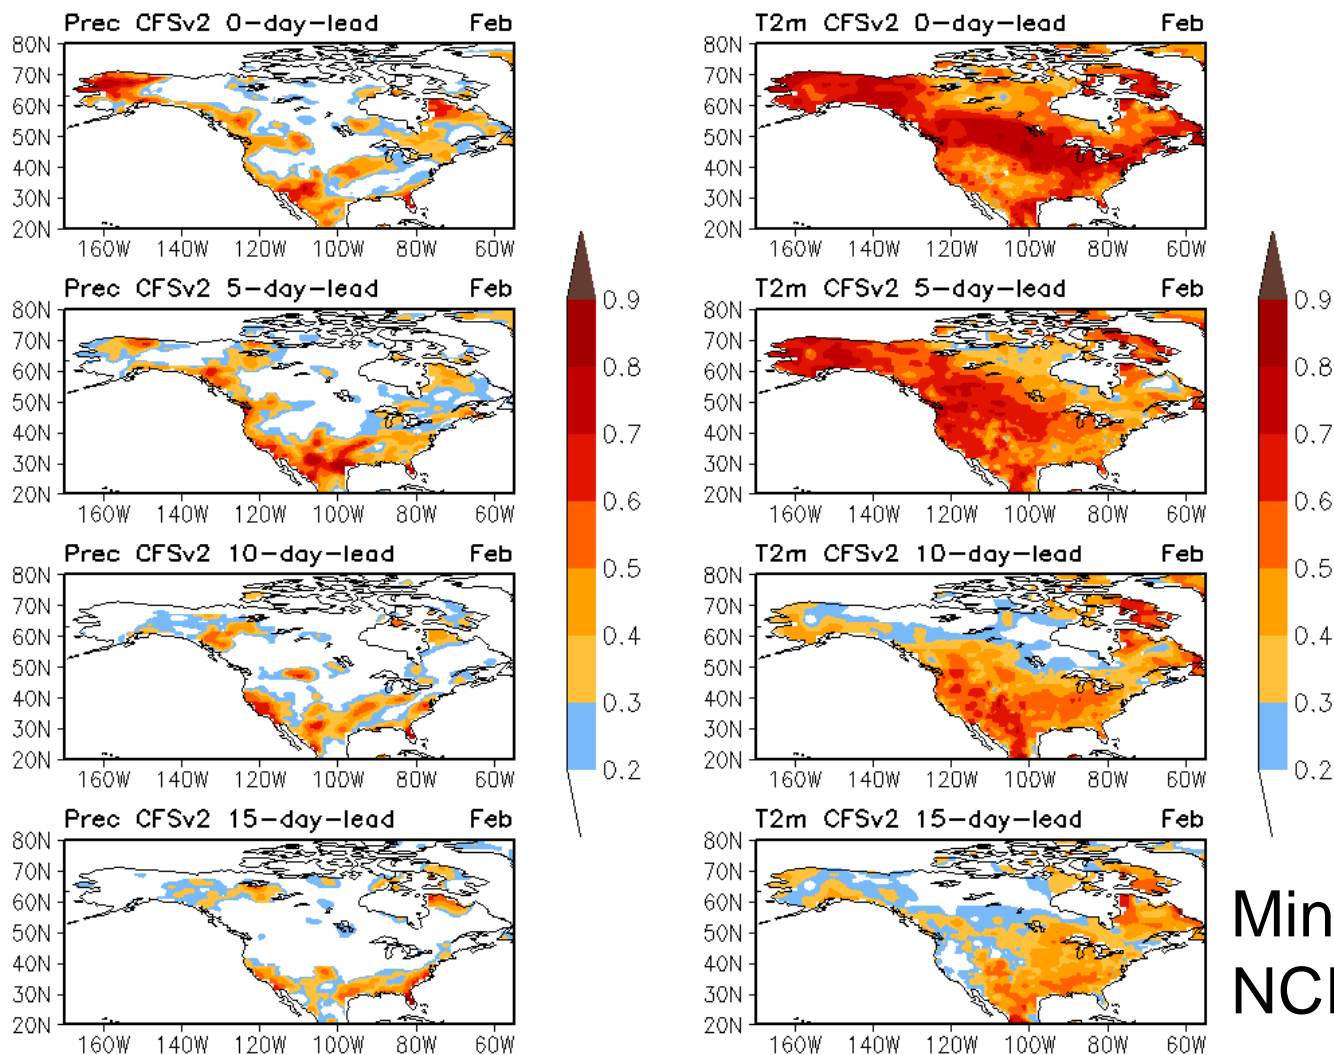 Prec CFSv2 0-day-lead Feb
80N
70N
60N
50N
40N
30N
20N
160W 140W 120W 100W 80W 60W
T2m CFSv2 0-day-lead Feb
80N
70N
60N
50N
40N
30N
20N
160W 140W 120W 100W 80W 60W
Prec CFSv2 5-day-lead Feb
80N
70N
60N
50N
40N
30N
20N
160W 140W 120W 100W 80W 60W
T2m CFSv2 5-day-lead Feb
80N
70N
60N
50N
40N
30N
20N
160W 140W 120W 100W 80W 60W
Prec CFSv2 10-day-lead Feb
80N
70N
60N
50N
40N
30N
20N
160W 140W 120W 100W 80W 60W
T2m CFSv2 10-day-lead Feb
80N
70N
60N
50N
40N
30N
20N
160W 140W 120W 100W 80W 60W
Prec CFSv2 15-day-lead Feb
80N
70N
60N
50N
40N
30N
20N
160W 140W 120W 100W 80W 60W
T2m CFSv2 15-day-lead Feb
80N
70N
60N
50N
40N
30N
20N
160W 140W 120W 100W 80W 60W
0.9
0.8
0.7
0.6
0.5
0.4
0.3
0.2
0.9
0.8
0.7
0.6
0.5
0.4
0.3
0.2
Min